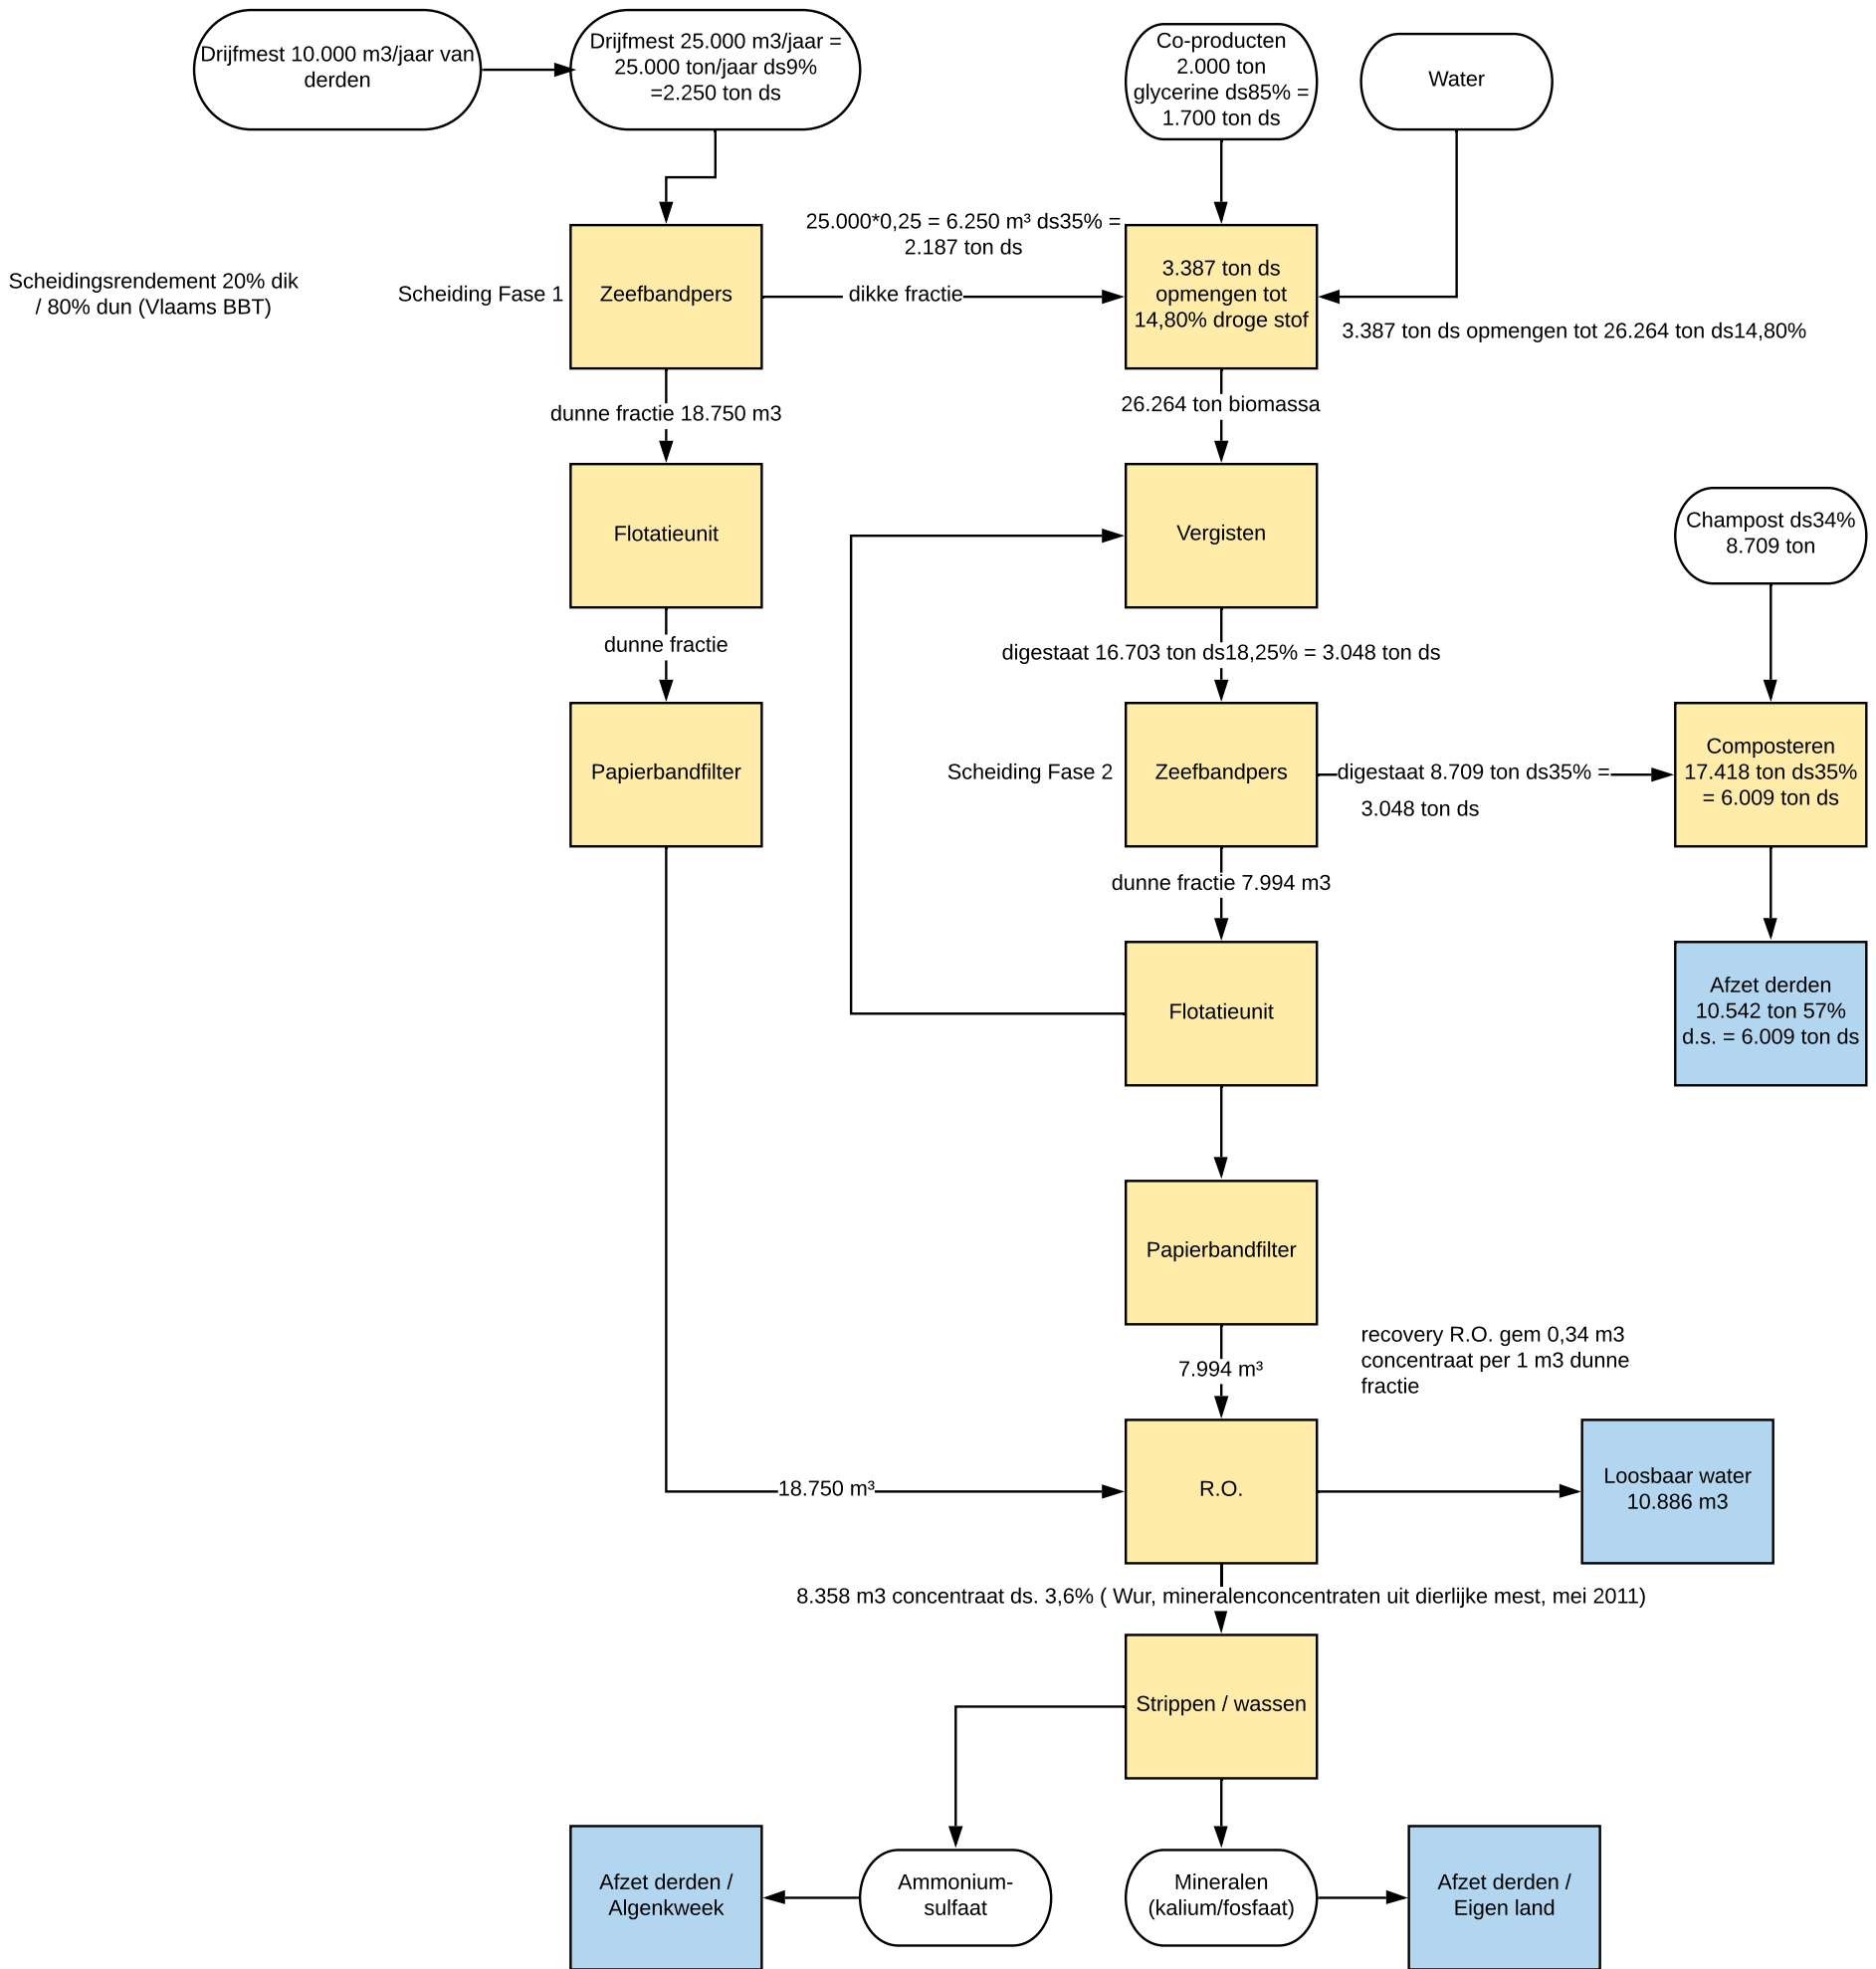 Drijfmest 10.000 m3/jaar van
derden
Drijfmest 25.000 m3/jaar =
25.000 ton/jaar ds9%
=2.250 ton ds
Co-producten
2.000 ton
glycerine ds85% =
1.700 ton ds
Water
Scheidingsrendement 20% dik
/ 80% dun (Vlaams BBT)
Scheiding Fase 1
Zeefbandpers
25.000*0,25 = 6.250 m³ ds35% =
2.187 ton ds
dikke fractie
3.387 ton ds
opmengen tot
14,80% droge stof
3.387 ton ds opmengen tot 26.264 ton ds14,80%
dunne fractie 18.750 m3
26.264 ton biomassa
Flotatieunit
Vergisten
Champost ds34%
8.709 ton
dunne fractie
digestaat 16.703 ton ds18,25% = 3.048 ton ds
Papierbandfilter
Scheiding Fase 2
Zeefbandpers
digestaat 8.709 ton ds35% =
3.048 ton ds
Composteren
17.418 ton ds35%
= 6.009 ton ds
dunne fractie 7.994 m3
Flotatieunit
Afzet derden
10.542 ton 57%
d.s. = 6.009 ton ds
Papierbandfilter
7.994 m³
recovery R.O. gem 0,34 m3
concentraat per 1 m3 dunne
fractie
18.750 m³
R.O.
Loosbaar water
10.886 m3
8.358 m3 concentraat ds. 3,6% ( Wur, mineralenconcentraten uit dierlijke mest, mei 2011)
Strippen / wassen
Afzet derden /
Algenkweek
Ammonium-
sulfaat
Mineralen
(kalium/fosfaat)
Afzet derden /
Eigen land